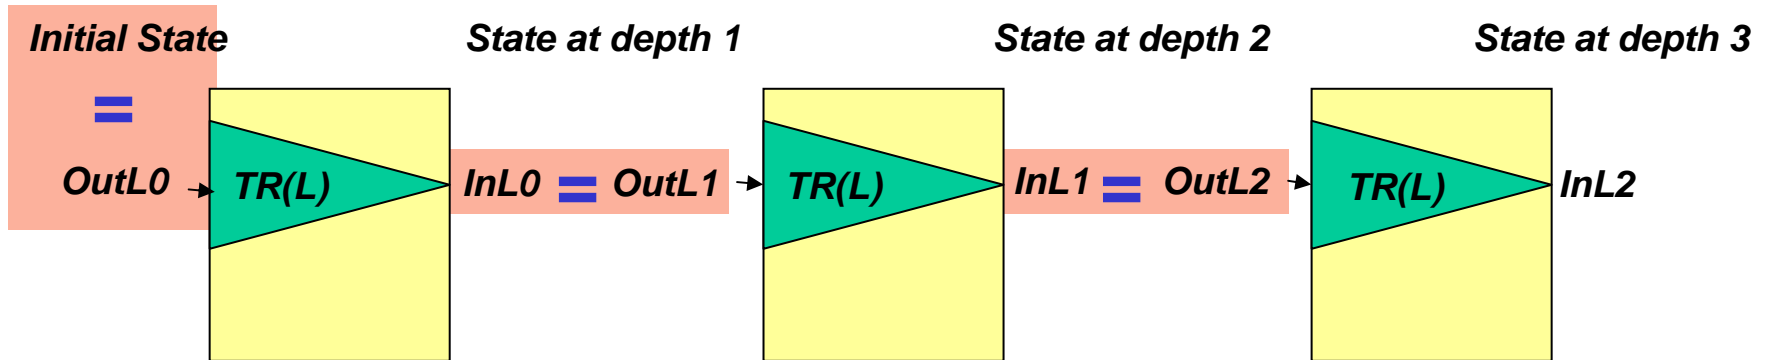 Initial State State at depth 1 State at depth 2 State at depth 3
=
OutL0 TR(L) InL0 = OutL1 TR(L) InL1 = OutL2 TR(L) InL2